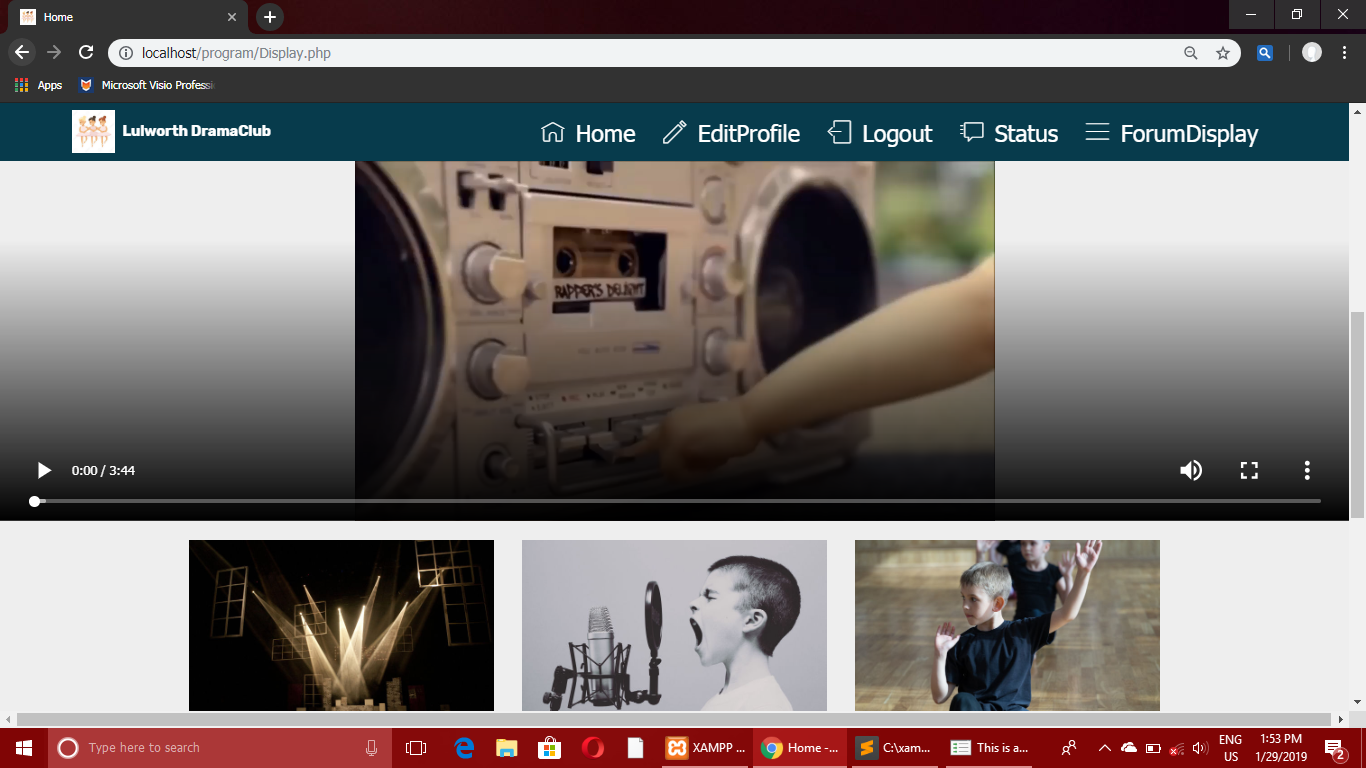 Home
localhost/program/Display.php
Apps Microsoft Visio Professi
Lulworth DramaClub Home EditProfile Logout Status ForumDisplay
RAPPER'S DELIGHT
0:00 / 3:44
Type here to search XAMPP ... Home -... C:\xam... This is a... ENG US 1:53 PM 1/29/2019 2